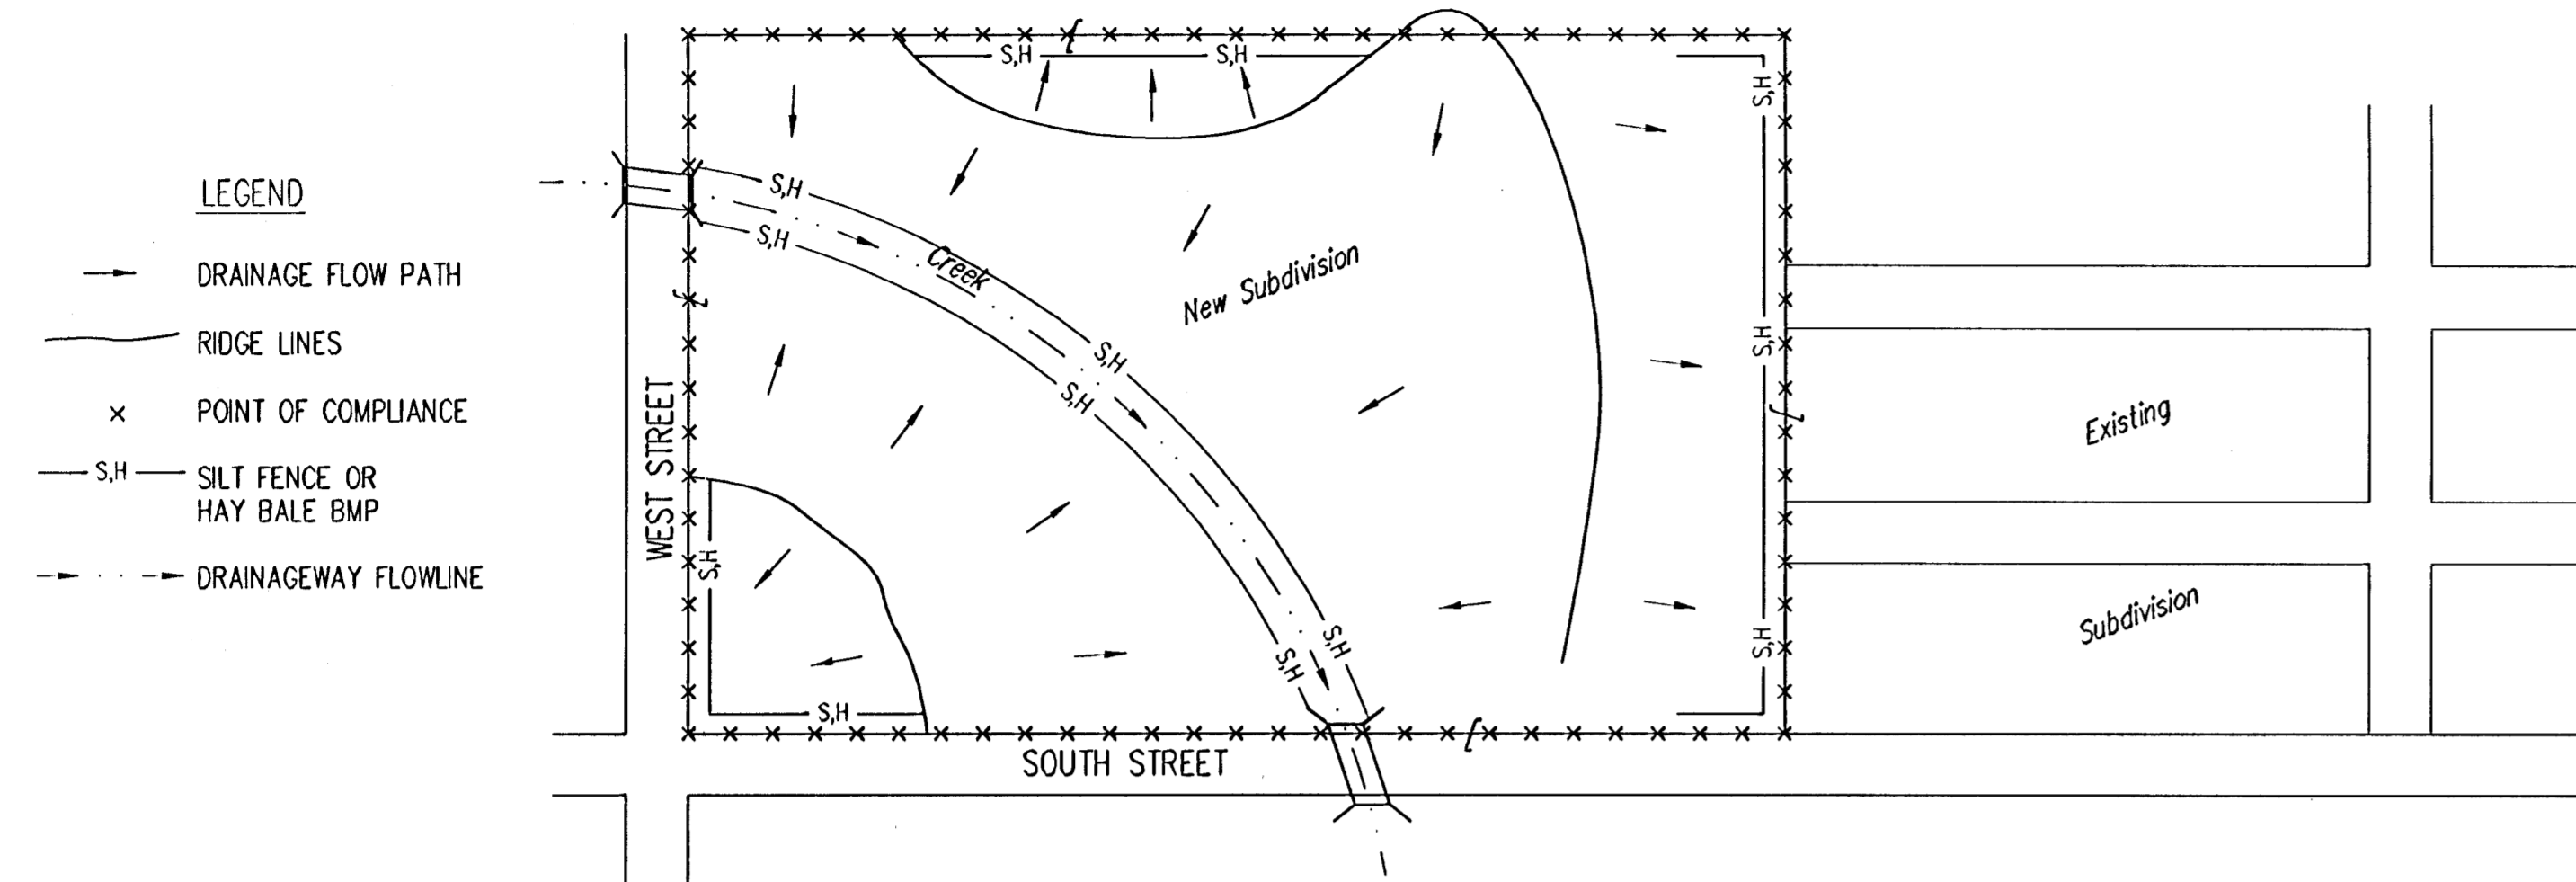 LEGEND
DRAINAGE FLOW PATH
RIDGE LINES
POINT OF COMPLIANCE
S,H
SILT FENCE OR
HAY BALE BMP
DRAINAGEWAY FLOWLINE
S,H
S,H
S,H
S,H
S,H
Creek
New Subdivision
S,H
S,H
S,H
WEST STREET
Existing
S,H
S,H
S,H
S,H
Subdivision
S,H
SOUTH STREET